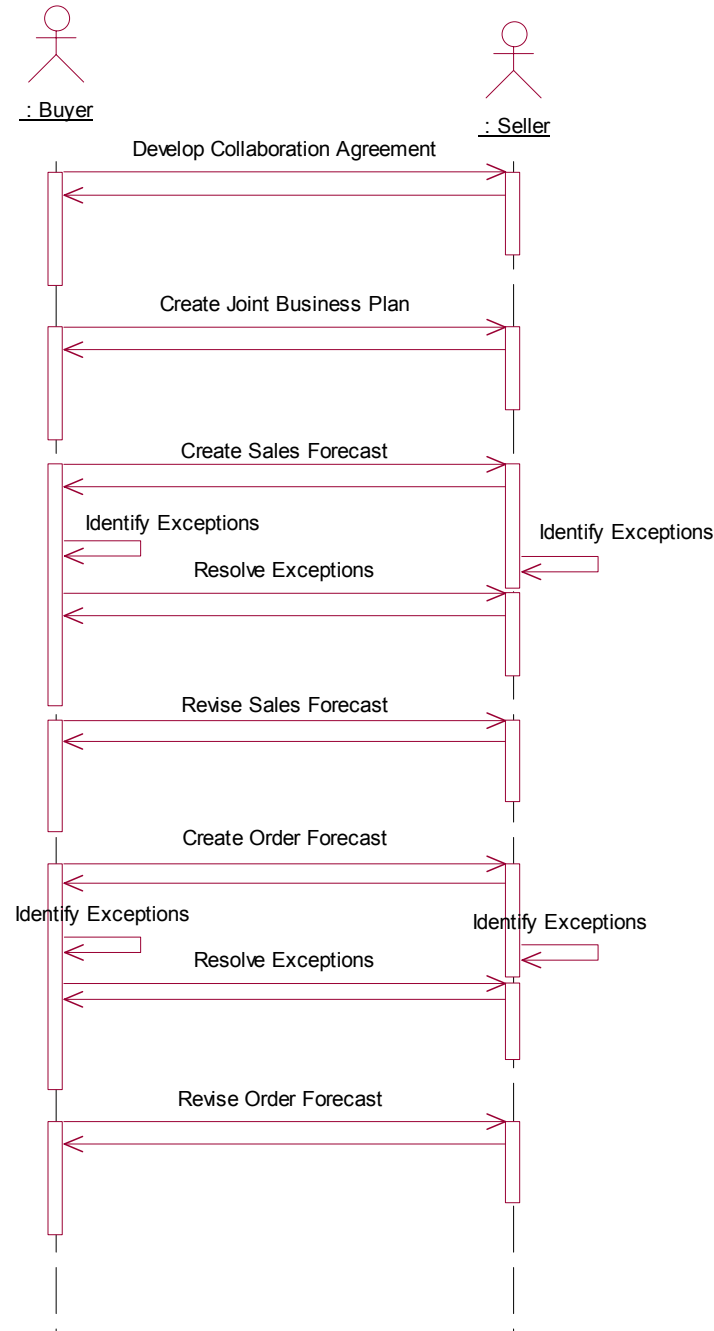 : Buyer
: Seller
Develop Collaboration Agreement
Create Joint Business Plan
Create Sales Forecast
Identify Exceptions
Identify Exceptions
Resolve Exceptions
Revise Sales Forecast
Create Order Forecast
Identify Exceptions
Identify Exceptions
Resolve Exceptions
Revise Order Forecast